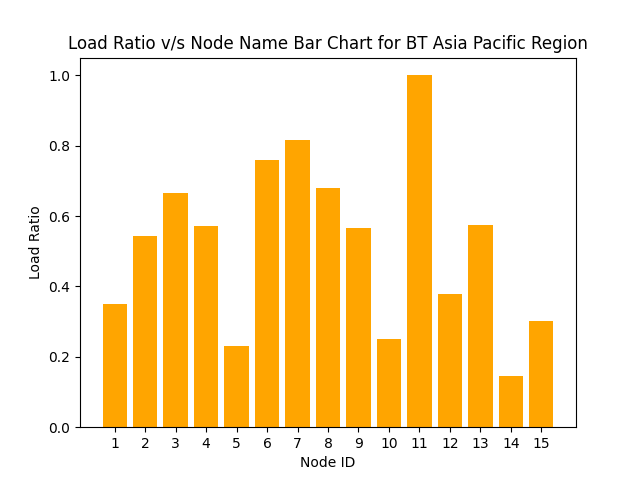 Load Ratio v/s Node Name Bar Chart for BT Asia Pacific Region
1.0
0.8
0.6
0.4
0.2
0.0
Load Ratio
1 2 3 4 5 6 7 8 9 10 11 12 13 14 15
Node ID